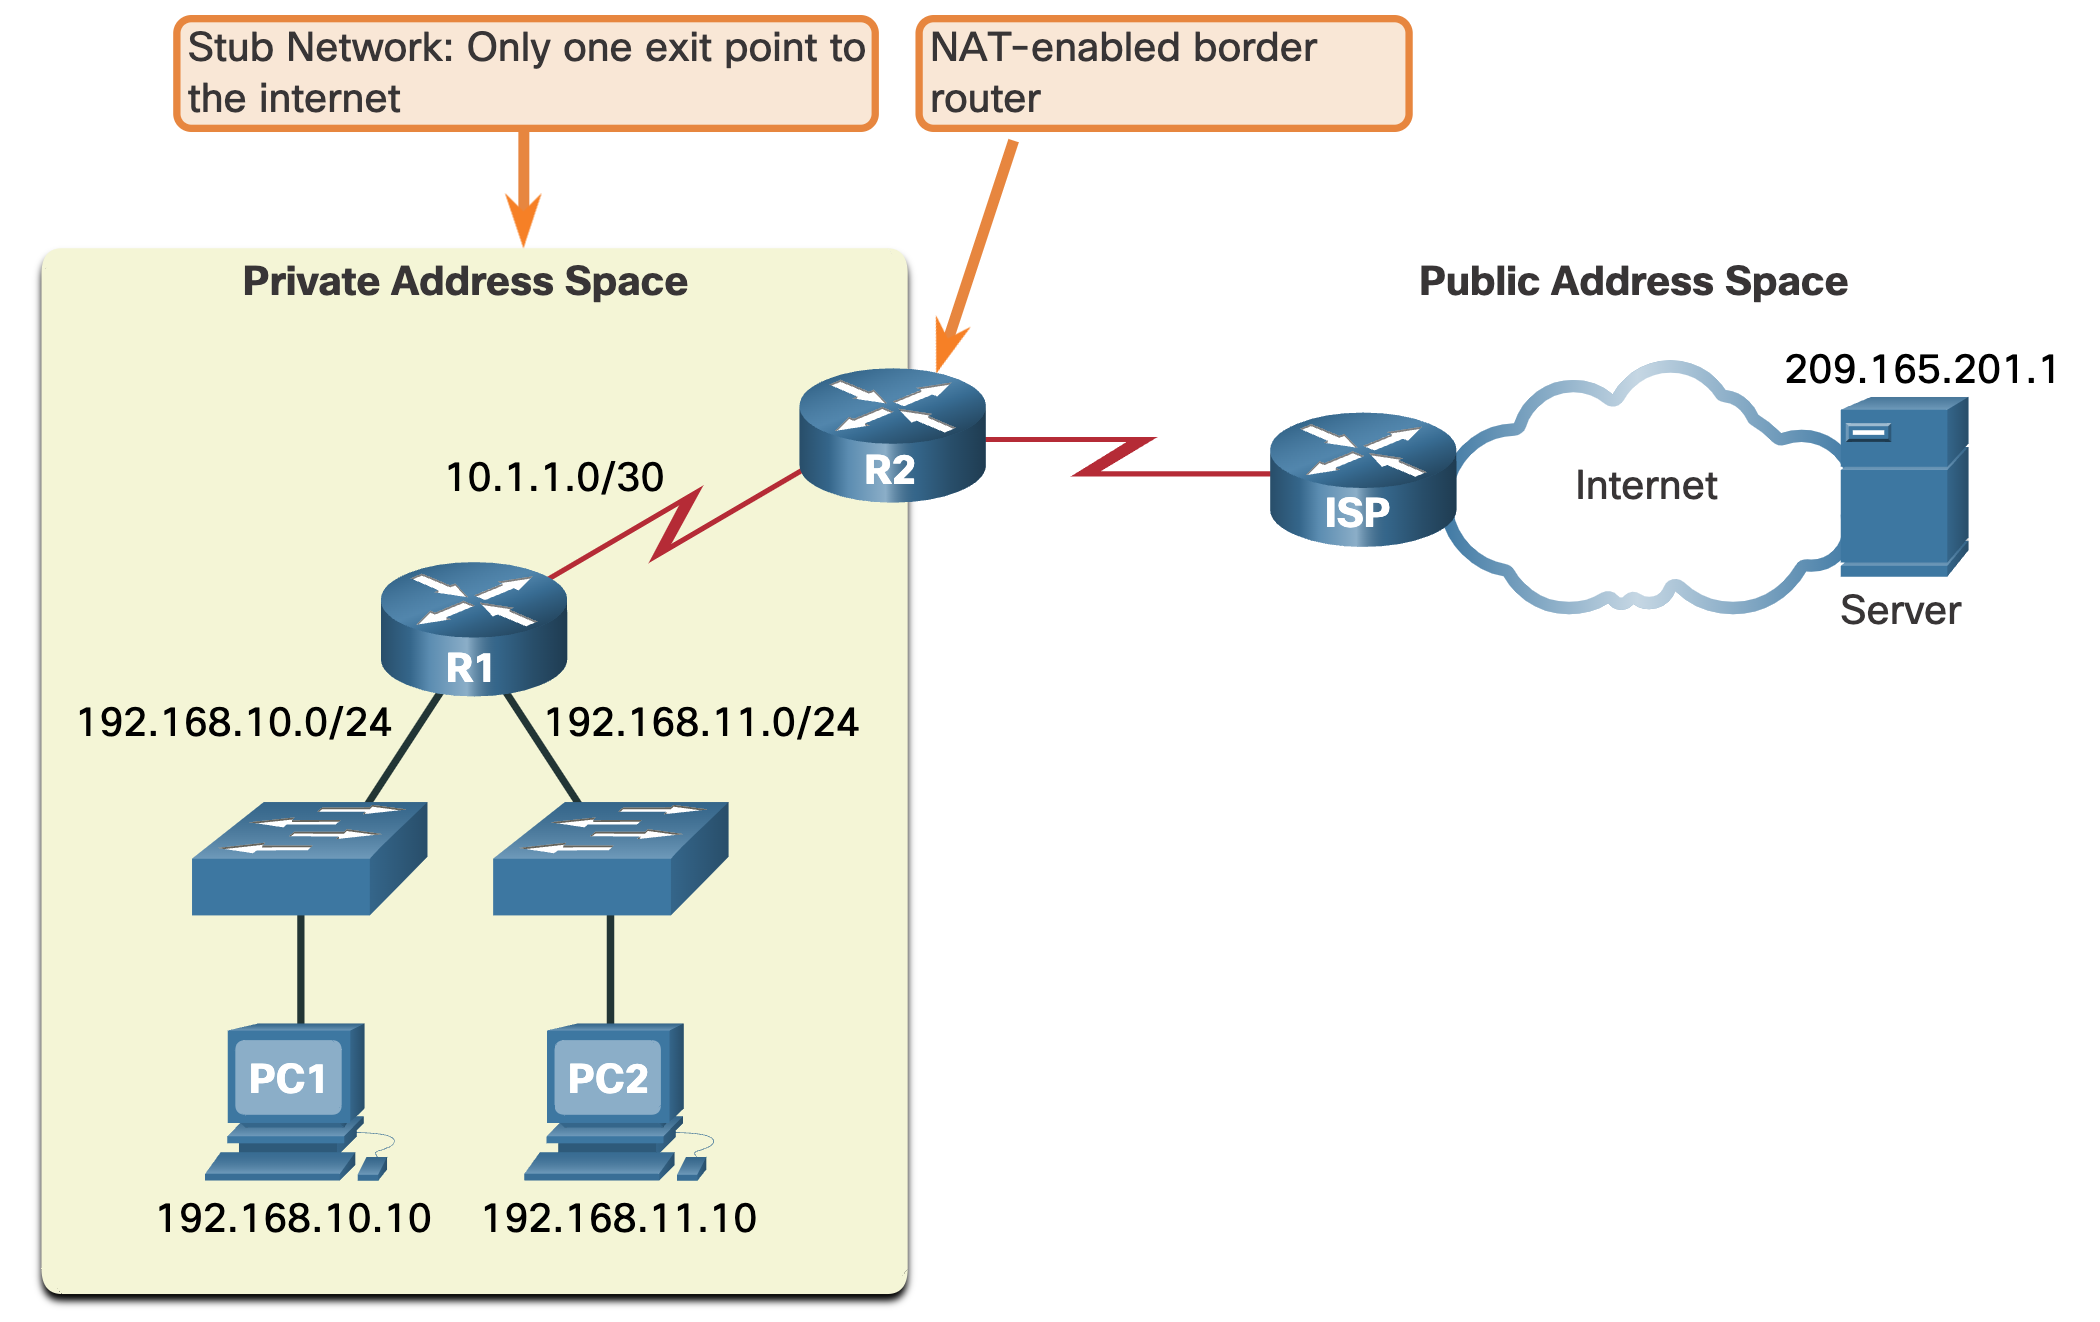 Stub Network: Only one exit point to
the internet
NAT-enabled border
router
Private Address Space
Public Address Space
209.165.201.1
R2
10.1.1.0/30
ISP
Internet
Server
R1
192.168.10.0/24
192.168.11.0/24
PC1
PC2
192.168.10.10
192.168.11.10